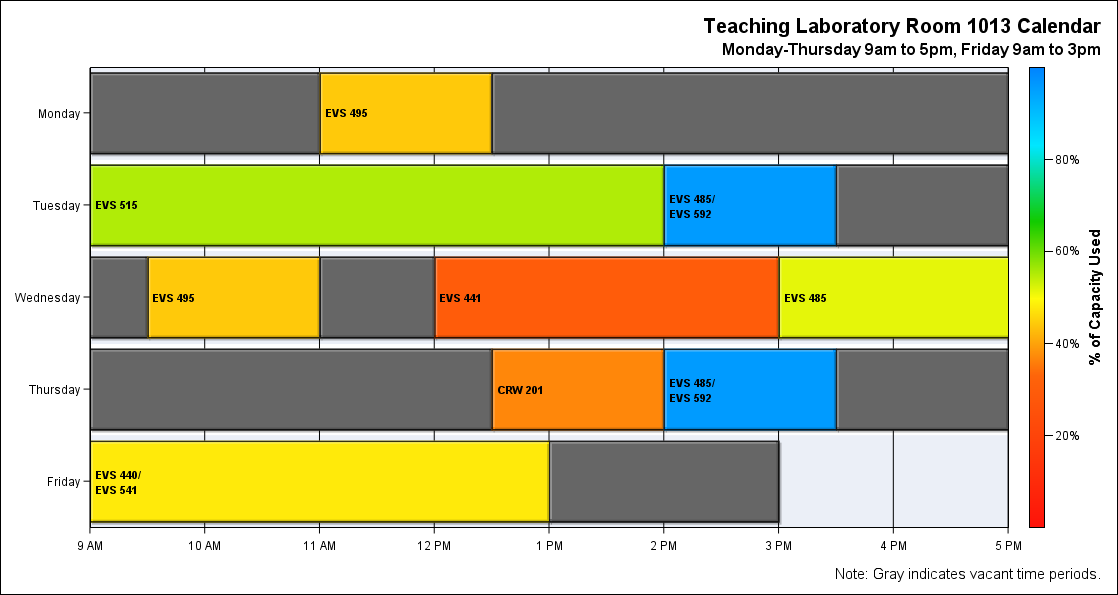 Teaching Laboratory Room 1013 Calendar
Monday-Thursday 9am to 5pm, Friday 9am to 3pm
Monday
EVS 495
Tuesday
EVS 515
EVS 485/
EVS 592
Wednesday
EVS 495
EVS 441
EVS 485
Thursday
CRW 201
EVS 485/
EVS 592
Friday
EVS 440/
EVS 541
9 AM
10 AM
11 AM
12 PM
1 PM
2 PM
3 PM
4 PM
5 PM
80%
60%
40%
20%
% of Capacity Used
Note: Gray indicates vacant time periods.